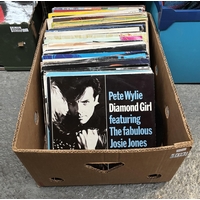 Pete Wylie
Diamond Girl
featuring
The fabulous
Josie Jones